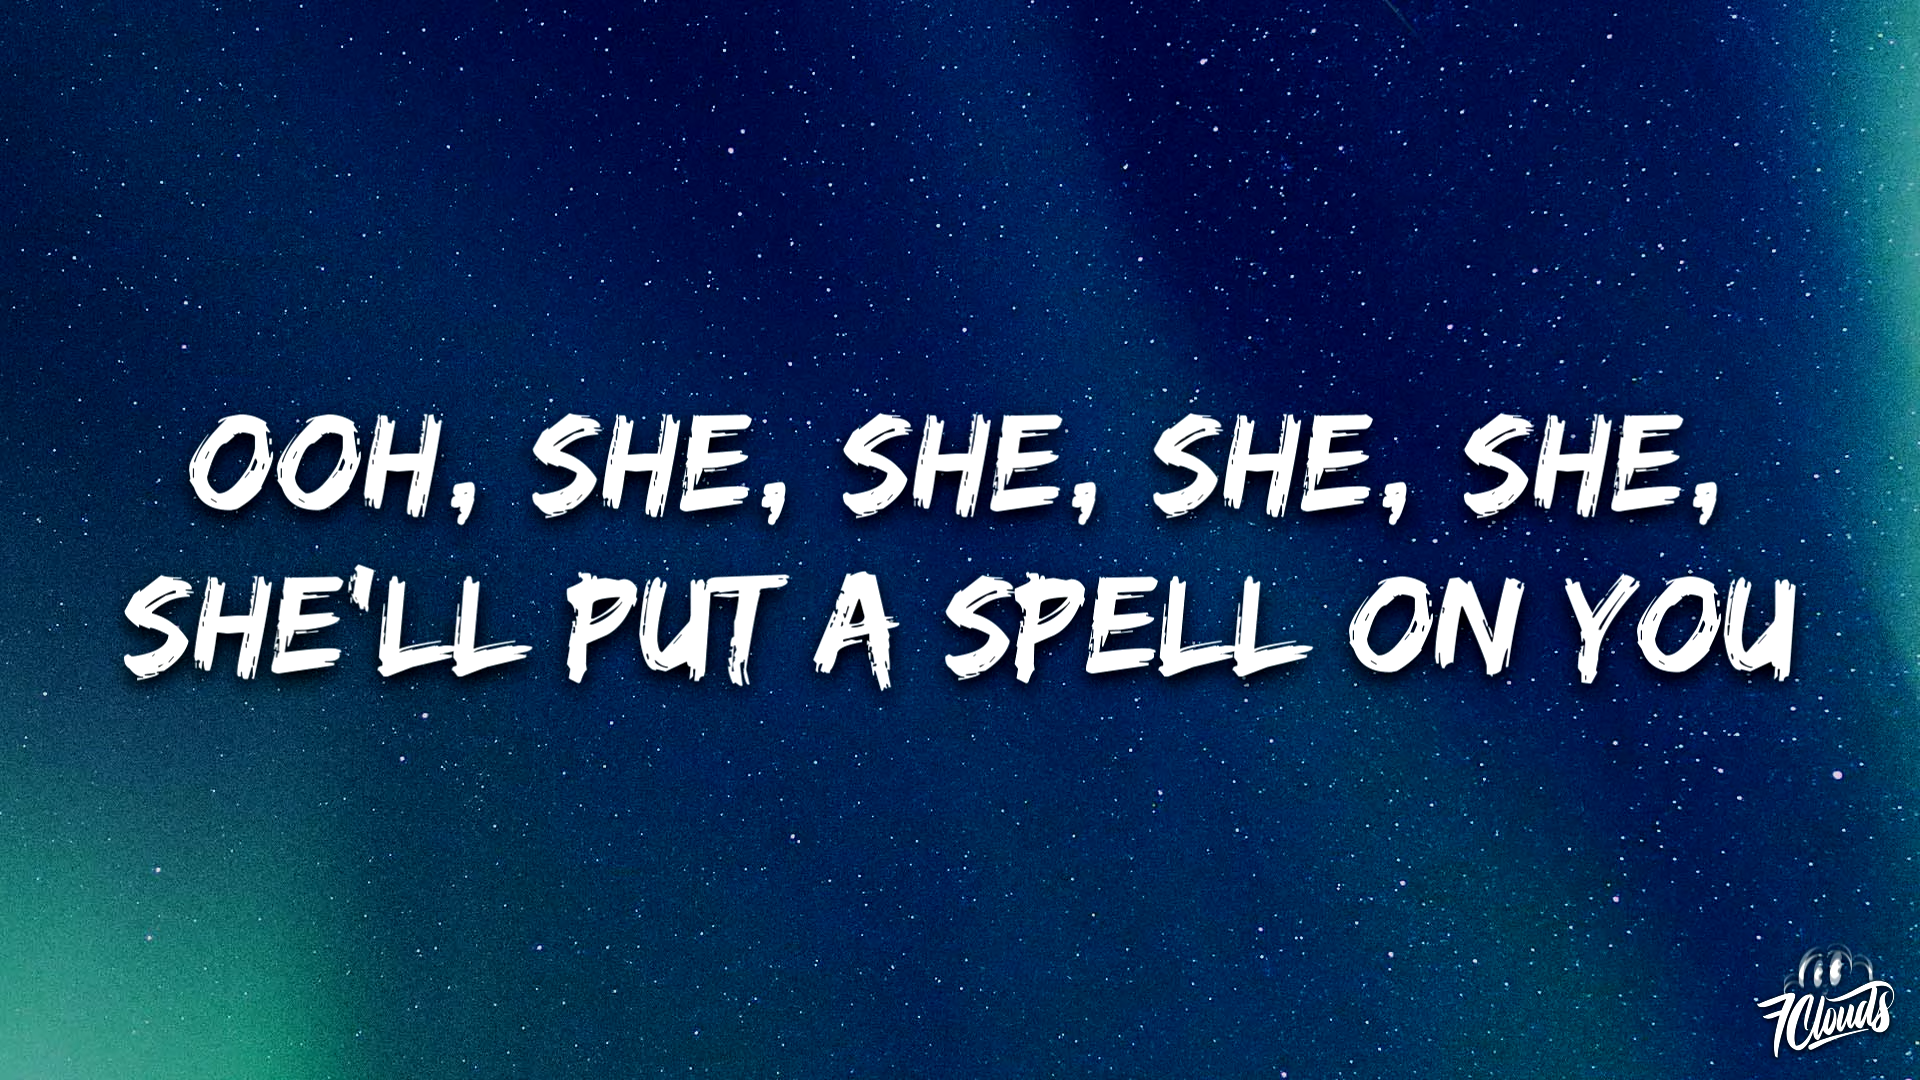 OOH, SHE, SHE, SHE, SHE,
SHE'LL PUT A SPELL ON YOU
7Clouds